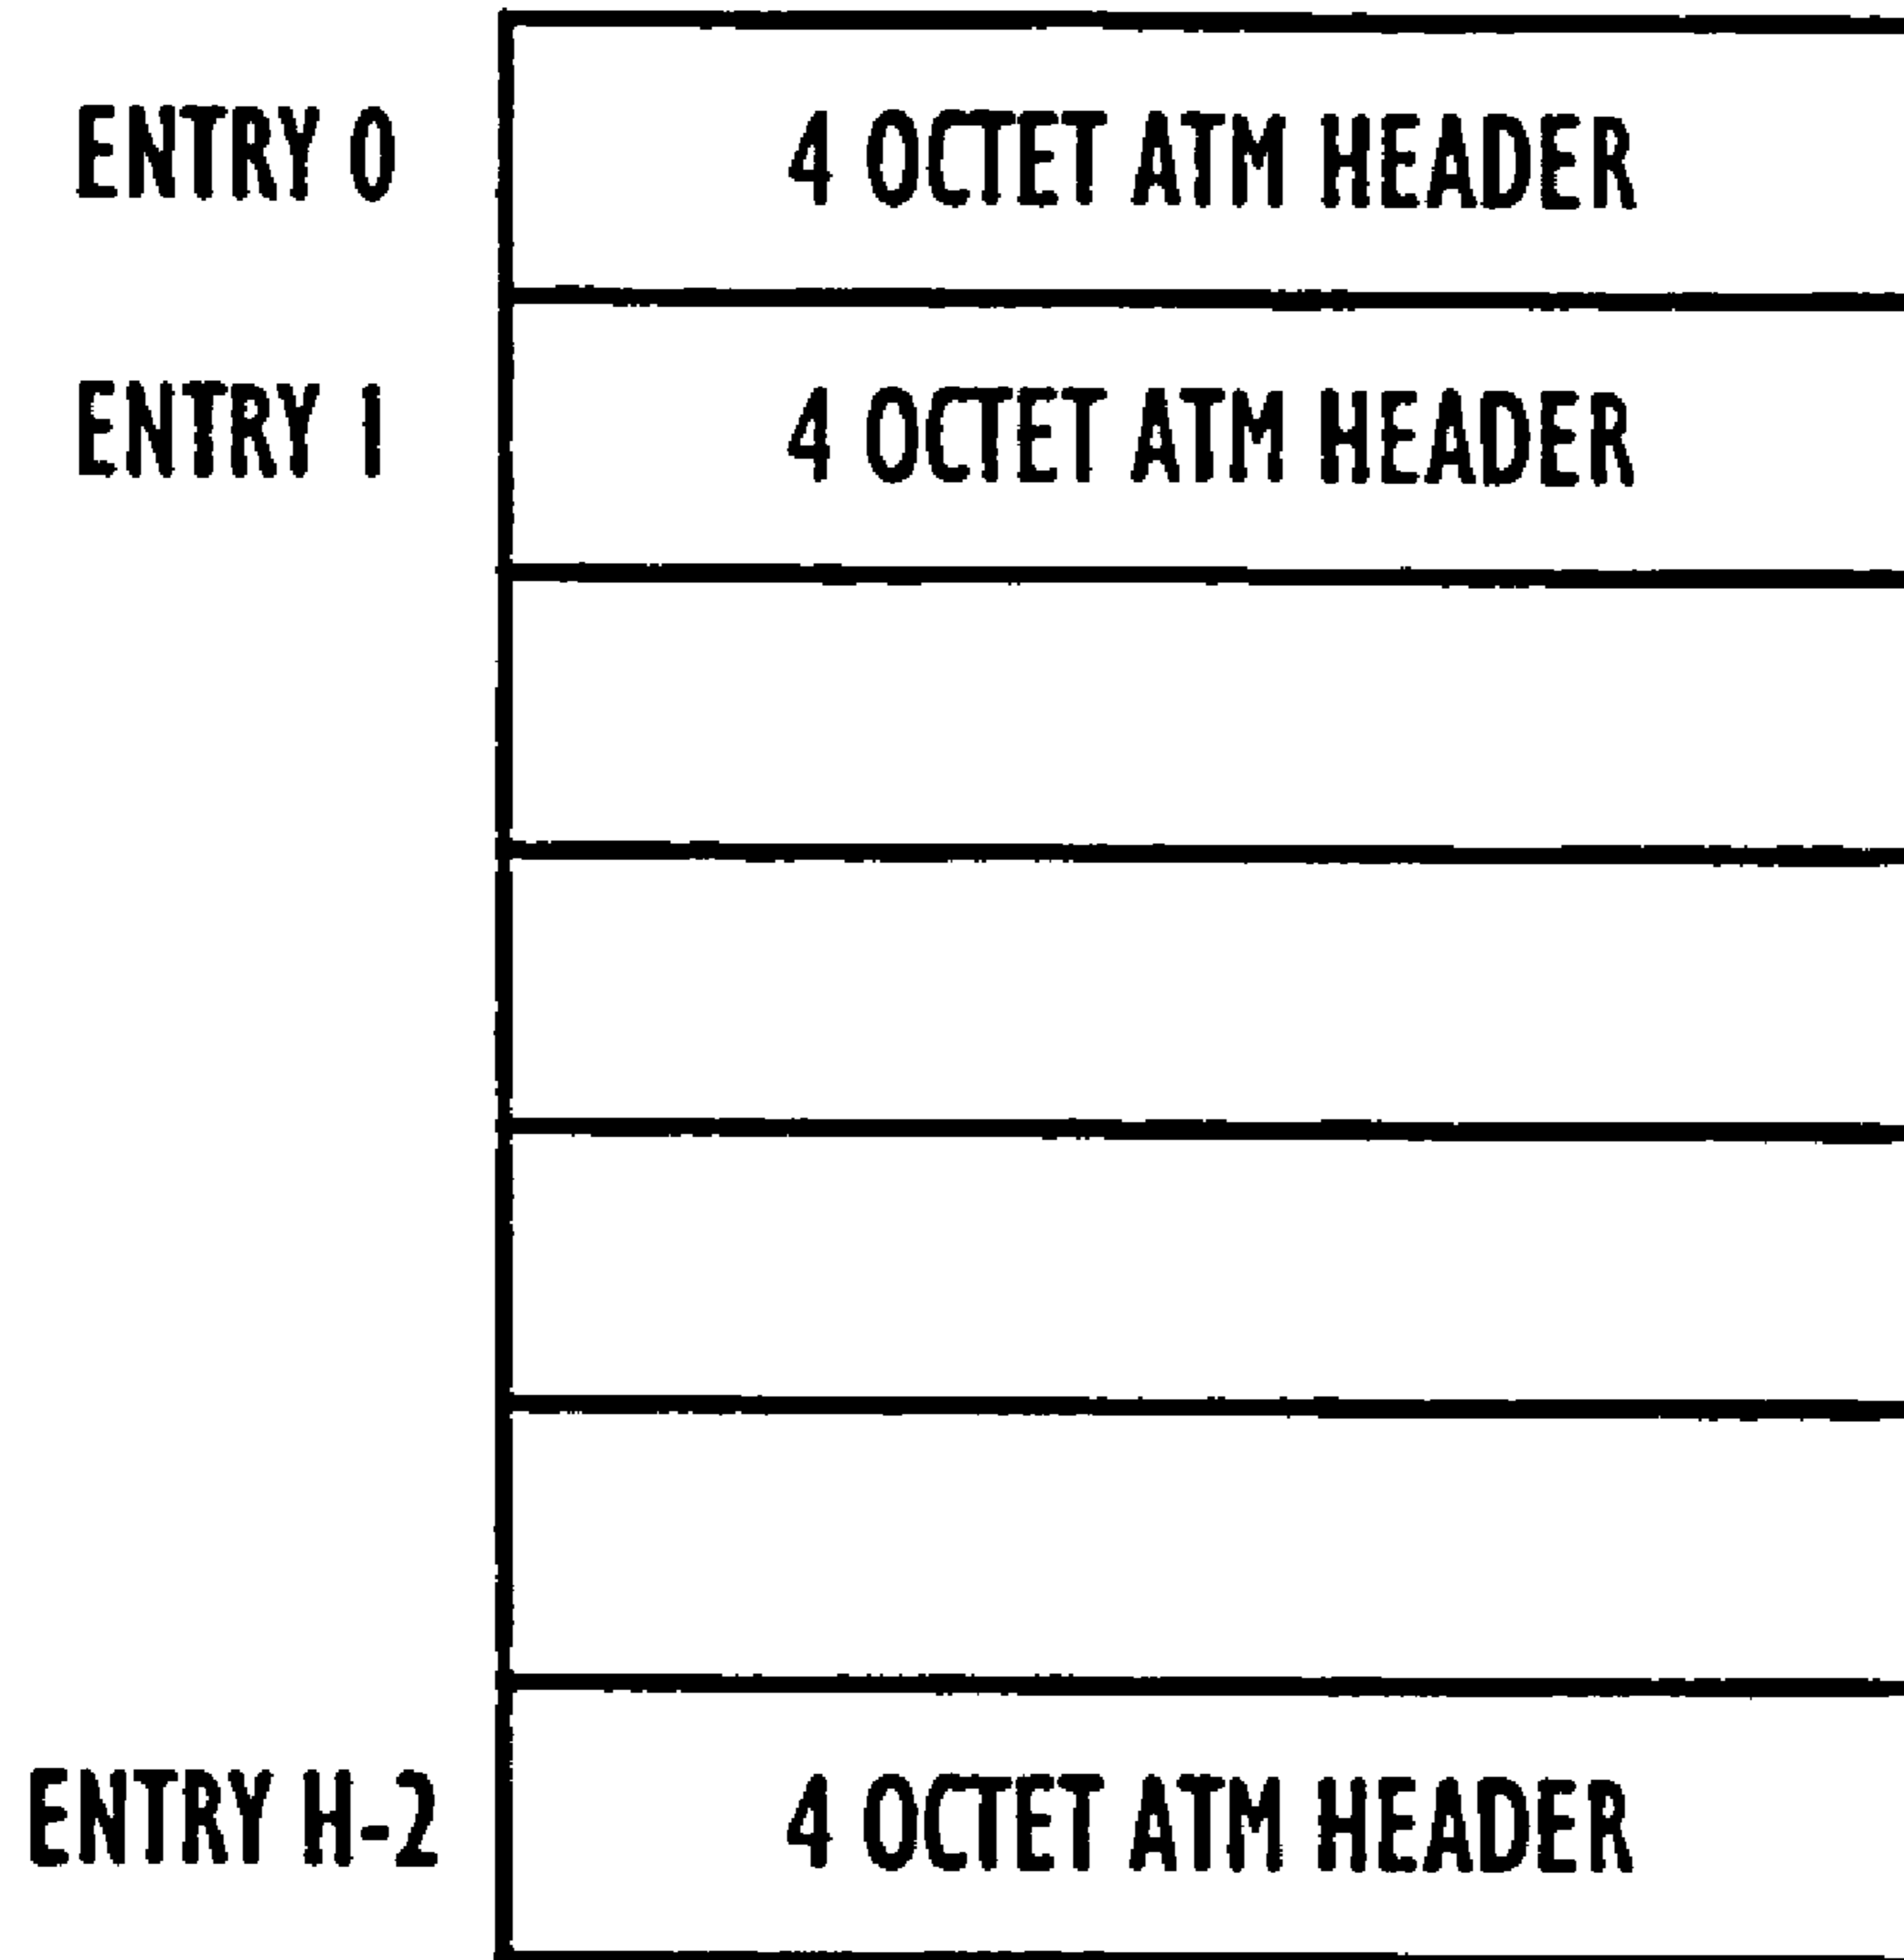 ENTRY 0 4 OCTET ATM HEADER
ENTRY 1 4 OCTET ATM HEADER
ENTRY H-2 4 OCTET ATM HEADER